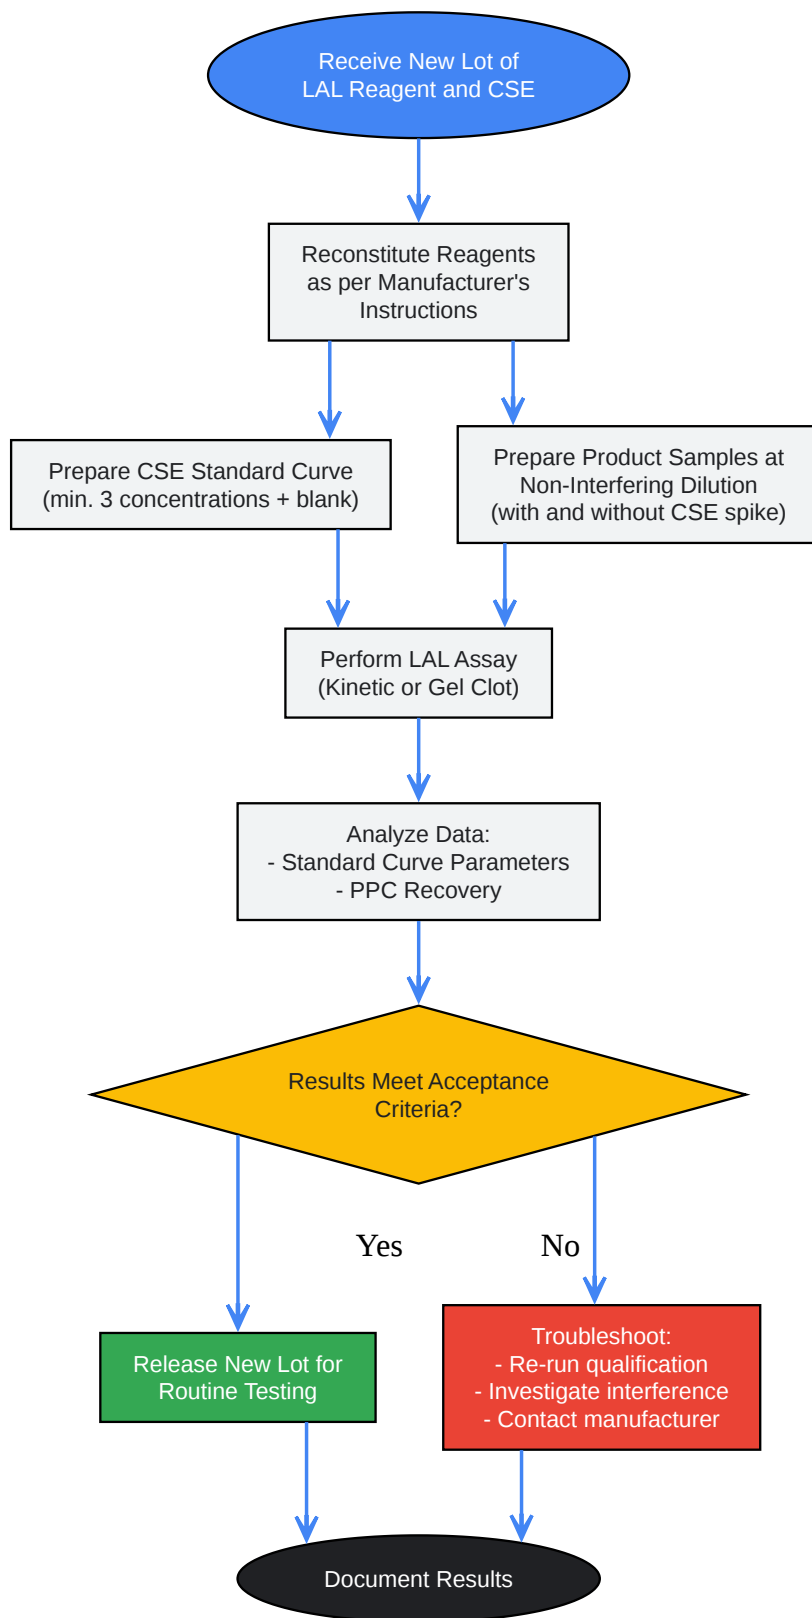 Receive New Lot of
LAL Reagent and CSE
Reconstitute Reagents
as per Manufacturer's
Instructions
Prepare CSE Standard Curve
(min. 3 concentrations + blank)
Prepare Product Samples at
Non-Interfering Dilution
(with and without CSE spike)
Perform LAL Assay
(Kinetic or Gel Clot)
Analyze Data:
- Standard Curve Parameters
- PPC Recovery
Results Meet Acceptance
Criteria?
Yes
No
Release New Lot for
Routine Testing
Troubleshoot:
- Re-run qualification
- Investigate interference
- Contact manufacturer
Document Results